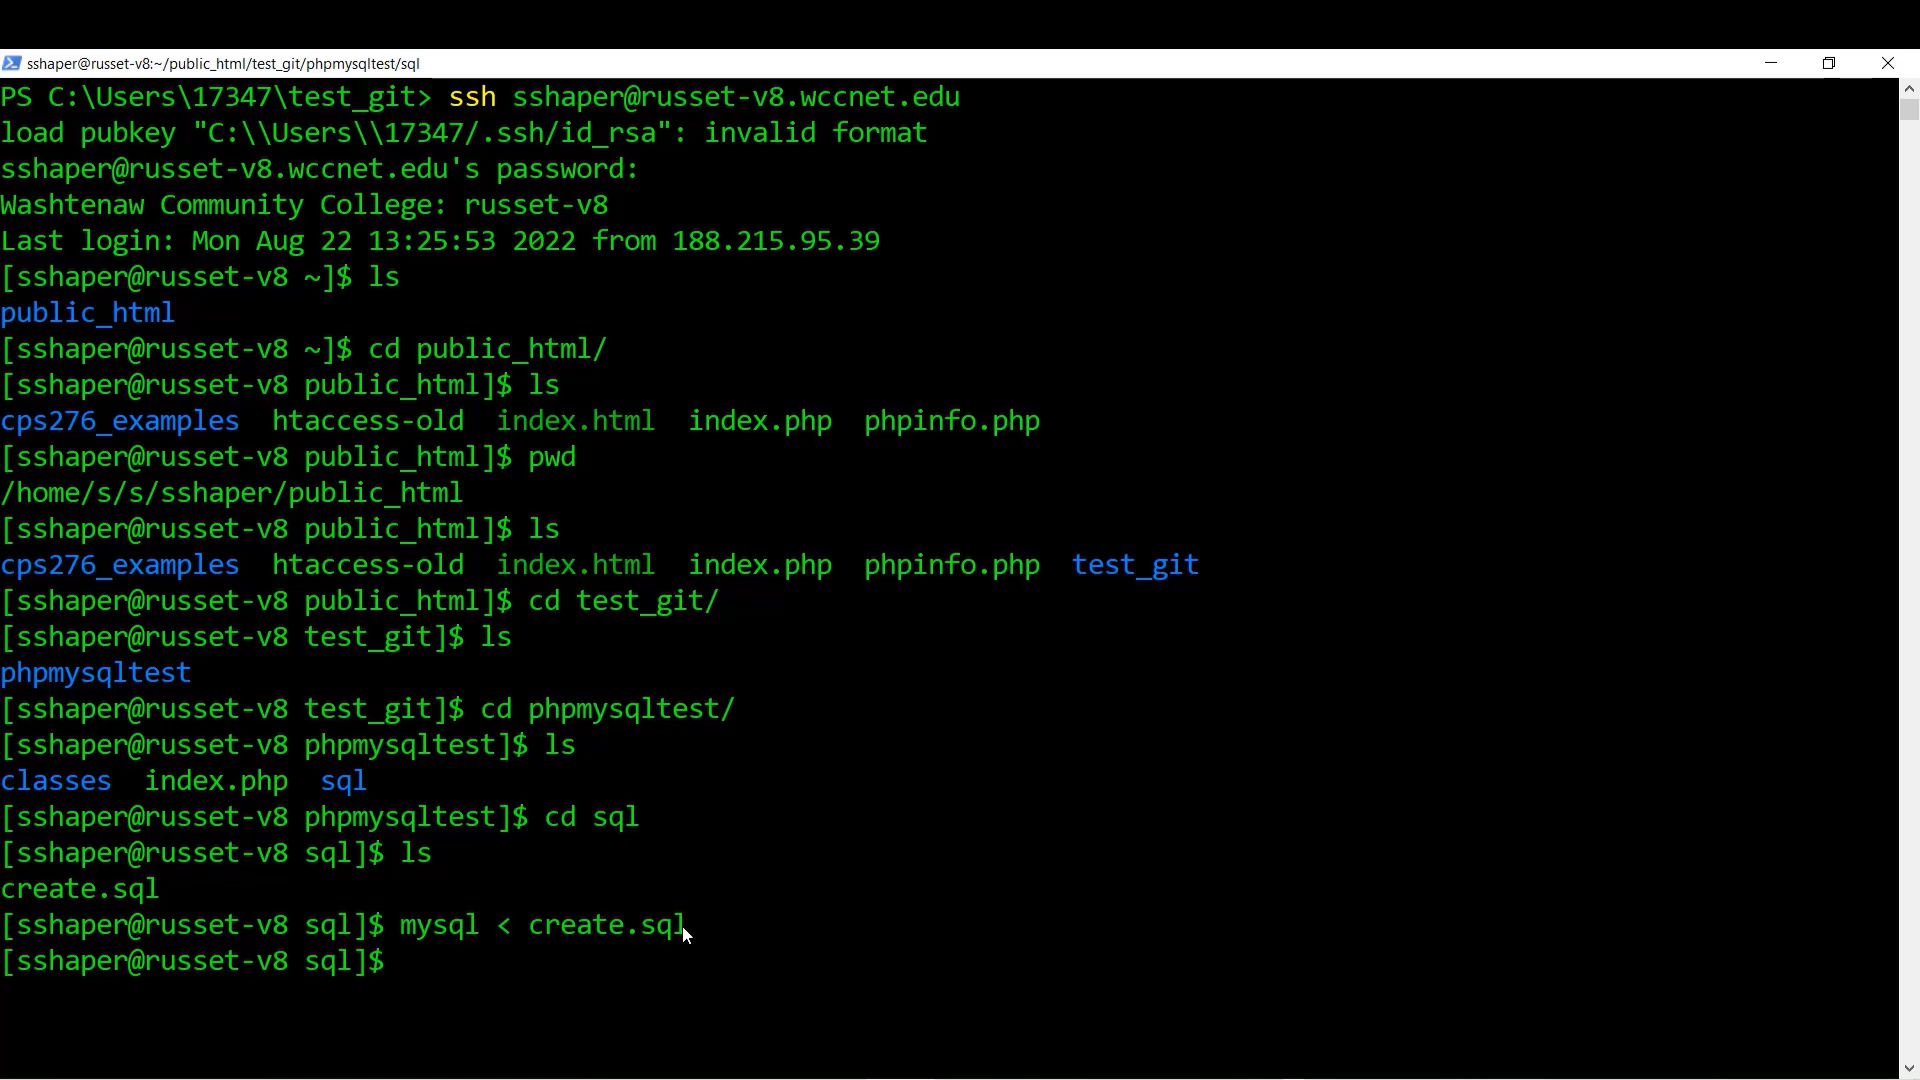 sshaper@russet-v8:~/public_html/test_git/phpmysqltest/sql
PS C:\Users\17347\test_git> ssh sshaper@russet-v8.wccnet.edu
load pubkey "C:\\Users\\17347/.ssh/id_rsa": invalid format
sshaper@russet-v8.wccnet.edu's password:
Washtenaw Community College: russet-v8
Last login: Mon Aug 22 13:25:53 2022 from 188.215.95.39
[sshaper@russet-v8 ~]$ ls
public_html
[sshaper@russet-v8 ~]$ cd public_html/
[sshaper@russet-v8 public_html]$ ls
cps276_examples  htaccess-old  index.html  index.php  phpinfo.php
[sshaper@russet-v8 public_html]$ pwd
/home/s/s/sshaper/public_html
[sshaper@russet-v8 public_html]$ ls
cps276_examples  htaccess-old  index.html  index.php  phpinfo.php  test_git
[sshaper@russet-v8 public_html]$ cd test_git/
[sshaper@russet-v8 test_git]$ ls
phpmysqltest
[sshaper@russet-v8 test_git]$ cd phpmysqltest/
[sshaper@russet-v8 phpmysqltest]$ ls
classes  index.php  sql
[sshaper@russet-v8 phpmysqltest]$ cd sql
[sshaper@russet-v8 sql]$ ls
create.sql
[sshaper@russet-v8 sql]$ mysql < create.sql
[sshaper@russet-v8 sql]$